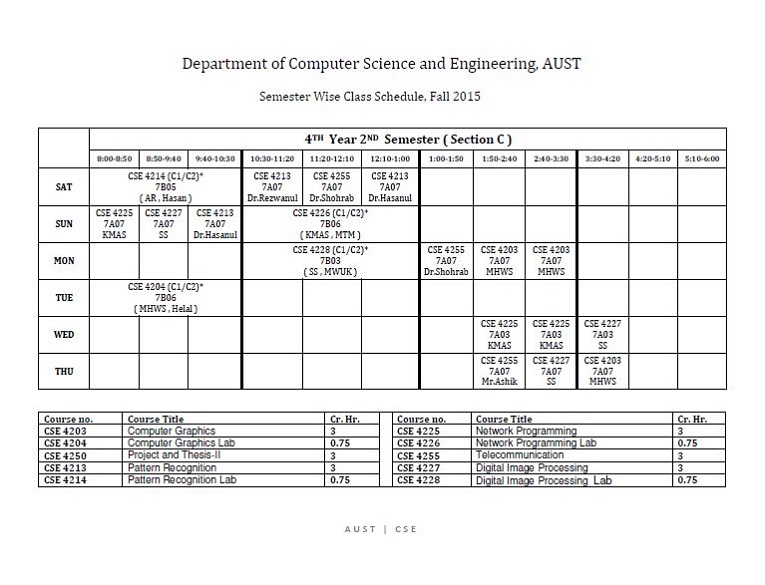 Department of Computer Science and Engineering, AUST
Semester Wise Class Schedule, Fall 2015
4TH Year 2ND Semester ( Section C )
8:00-8:50 8:50-9:40 9:40-10:30 10:30-11:20 11:20-12:10 12:10-1:00 1:00-1:50 1:50-2:40 2:40-3:30 3:30-4:20 4:20-5:10 5:10-6:00
SAT
CSE 4214 (C1/C2)* CSE 4213 CSE 4255 CSE 4213
7B05 7A07 7A07 7A07
( AR , Hasan ) Dr.Rezwanul Dr.Shohrab Dr.Hasanul
SUN
CSE 4225 CSE 4227 CSE 4213 CSE 4226 (C1/C2)*
7A07 7A07 7A07 7B06
KMAS SS Dr.Hasanul ( KMAS , MTM )
MON
CSE 4228 (C1/C2)* CSE 4255 CSE 4203 CSE 4203
7B03 7A07 7A07 7A07
( SS , MWUK ) Dr.Shohrab MHWS MHWS
TUE
CSE 4204 (C1/C2)*
7B06
( MHWS , Helal )
WED
CSE 4225 CSE 4225 CSE 4227
7A03 7A03 7A03
KMAS KMAS SS
THU
CSE 4255 CSE 4227 CSE 4203
7A07 7A07 7A07
Mr.Ashik SS MHWS
Course no. Course Title Cr. Hr. Course no. Course Title Cr. Hr.
CSE 4203 Computer Graphics 3 CSE 4225 Network Programming 3
CSE 4204 Computer Graphics Lab 0.75 CSE 4226 Network Programming Lab 0.75
CSE 4250 Project and Thesis-II 3 CSE 4255 Telecommunication 3
CSE 4213 Pattern Recognition 3 CSE 4227 Digital Image Processing 3
CSE 4214 Pattern Recognition Lab 0.75 CSE 4228 Digital Image Processing Lab 0.75
AUST | CSE